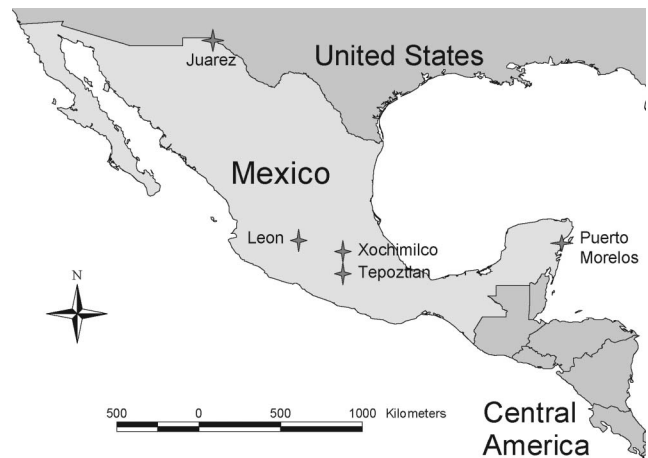 United States
Juarez
Mexico
Leon
Xochimilco
Tepoztlan
Puerto
Morelos
N
500 0 500 1000 Kilometers
Central
America